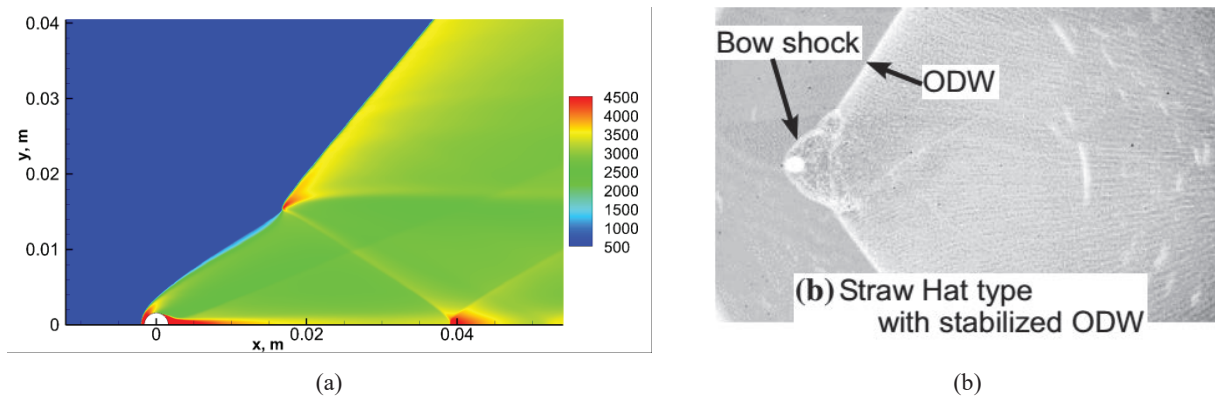 0.04
0.03
0.02
0.01
0
y, m
0
0.02
0.04
x, m
4500
4000
3500
3000
2500
2000
1500
1000
500
(a)
Bow shock
ODW
(b) Straw Hat type
with stabilized ODW
(b)